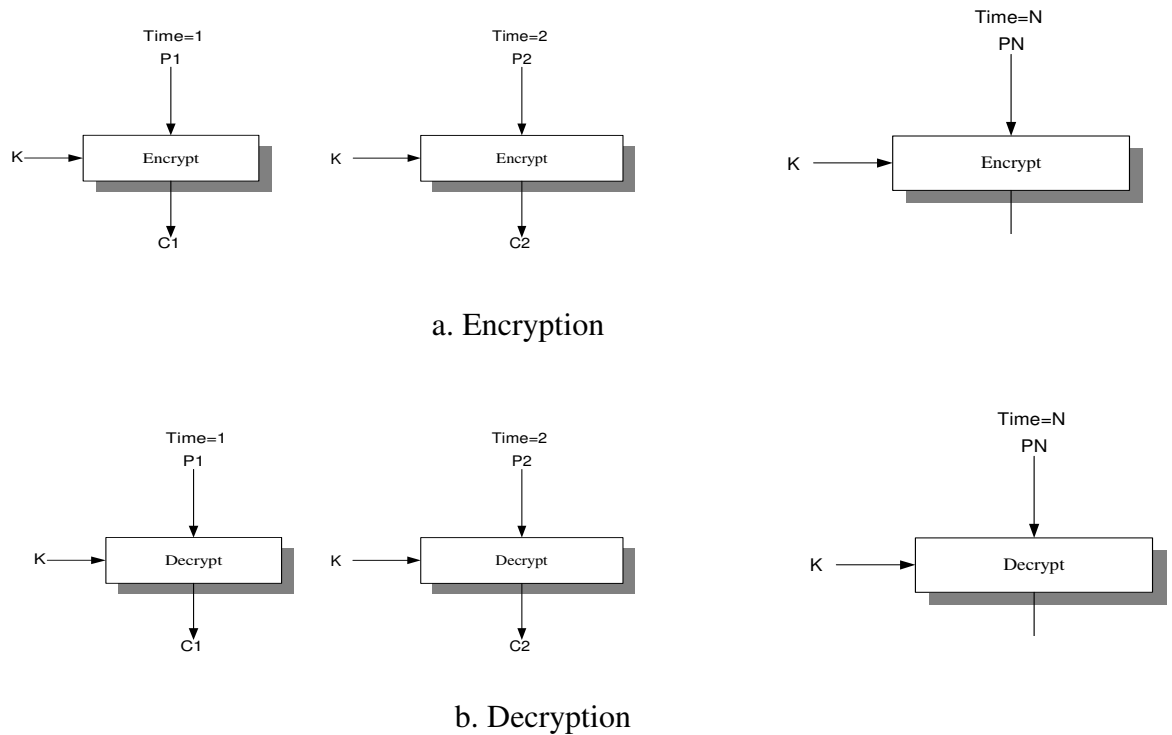 Time=1
Time=2
Time=N
P1
P2
PN
K
Encrypt
K
Encrypt
K
Encrypt
C1
C2
a. Encryption
Time=1
Time=2
Time=N
P1
P2
PN
K
Decrypt
K
Decrypt
K
Decrypt
C1
C2
b. Decryption